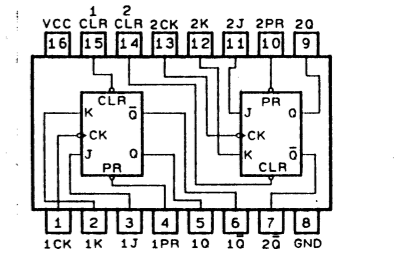 1 2
VCC CLR CLR 2CK 2K 2J 2PR 2Q
16 15 14 13 12 11 10 9
CLR PR
K Q̅ J Q
CK CK
J Q K Q̅
PR CLR
1 2 3 4 5 6 7 8
1CK 1K 1J 1PR 1Q 1Q̅ 2Q̅ GND